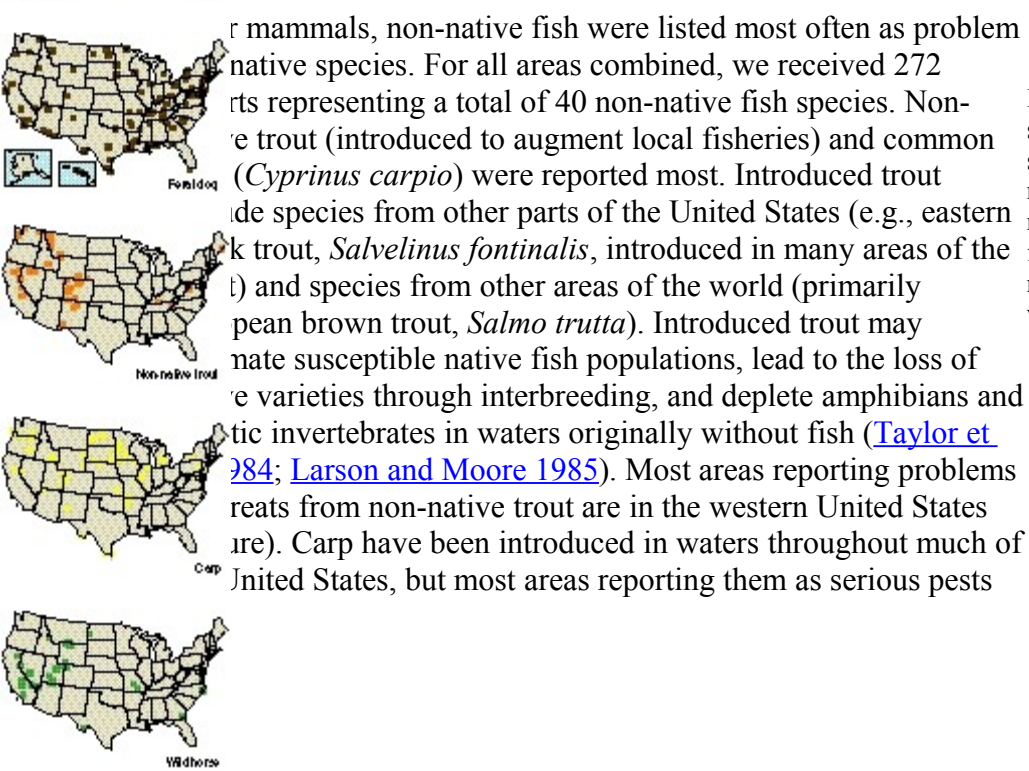 r mammals, non-native fish were listed most often as problem
native species. For all areas combined, we received 272
rts representing a total of 40 non-native fish species. Non-
e trout (introduced to augment local fisheries) and common
(Cyprinus carpio) were reported most. Introduced trout
de species from other parts of the United States (e.g., eastern
k trout, Salvelinus fontinalis, introduced in many areas of the
t) and species from other areas of the world (primarily
pean brown trout, Salmo trutta). Introduced trout may
mate susceptible native fish populations, lead to the loss of
e varieties through interbreeding, and deplete amphibians and
tic invertebrates in waters originally without fish (Taylor et
984; Larson and Moore 1985). Most areas reporting problems
reats from non-native trout are in the western United States
ure). Carp have been introduced in waters throughout much of
United States, but most areas reporting them as serious pests
Feral dog
Non-native trout
Carp
Wild horse